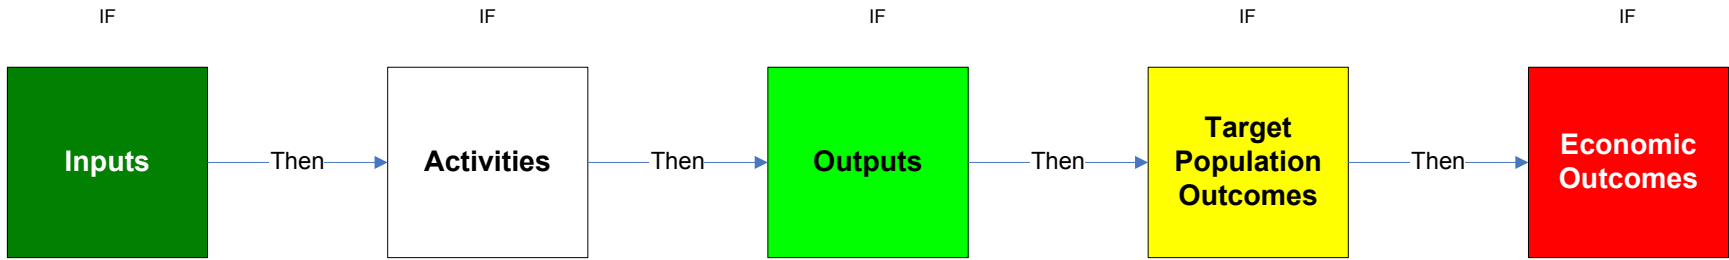 IF
IF
IF
IF
IF
Inputs
Then
Activities
Then
Outputs
Then
Target
Population
Outcomes
Then
Economic
Outcomes